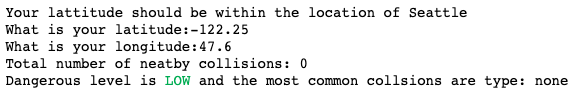 Your lattitude should be within the location of Seattle
What is your latitude:-122.25
What is your longitude:47.6
Total number of neatby collisions: 0
Dangerous level is LOW and the most common collsions are type: none